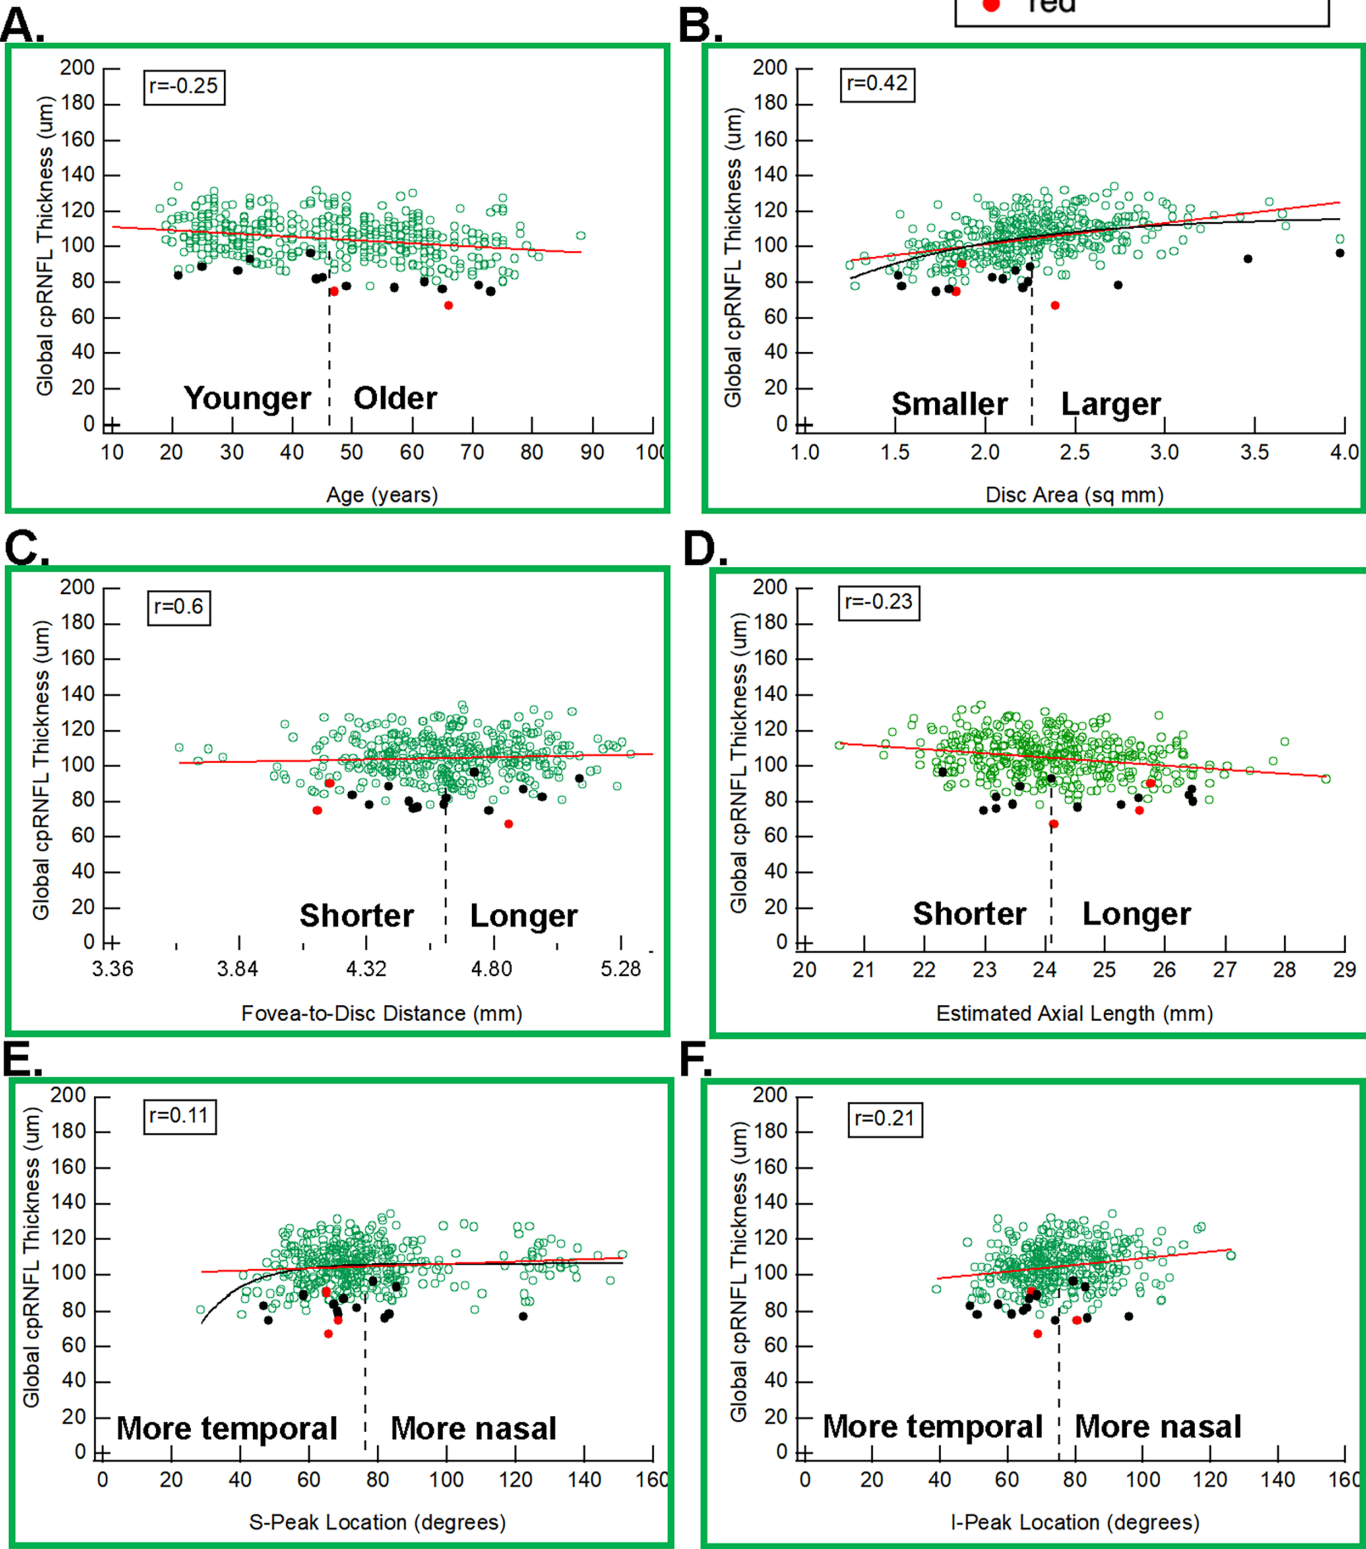 red
A.
B.
r=-0.25
Global cpRNFL Thickness (um)
200
180
160
140
120
100
80
60
40
20
0
Younger Older
10 20 30 40 50 60 70 80 90 100
Age (years)
r=0.42
Global cpRNFL Thickness (um)
200
180
160
140
120
100
80
60
40
20
0
Smaller Larger
1.0 1.5 2.0 2.5 3.0 3.5 4.0
Disc Area (sq mm)
C.
D.
r=0.6
Global cpRNFL Thickness (um)
200
180
160
140
120
100
80
60
40
20
0
Shorter Longer
3.36 3.84 4.32 4.80 5.28
Fovea-to-Disc Distance (mm)
r=-0.23
Global cpRNFL Thickness (um)
200
180
160
140
120
100
80
60
40
20
0
Shorter Longer
20 21 22 23 24 25 26 27 28 29
Estimated Axial Length (mm)
E.
F.
r=0.11
Global cpRNFL Thickness (um)
200
180
160
140
120
100
80
60
40
20
0
More temporal More nasal
0 20 40 60 80 100 120 140 160
S-Peak Location (degrees)
r=0.21
Global cpRNFL Thickness (um)
200
180
160
140
120
100
80
60
40
20
0
More temporal More nasal
0 20 40 60 80 100 120 140 160
I-Peak Location (degrees)